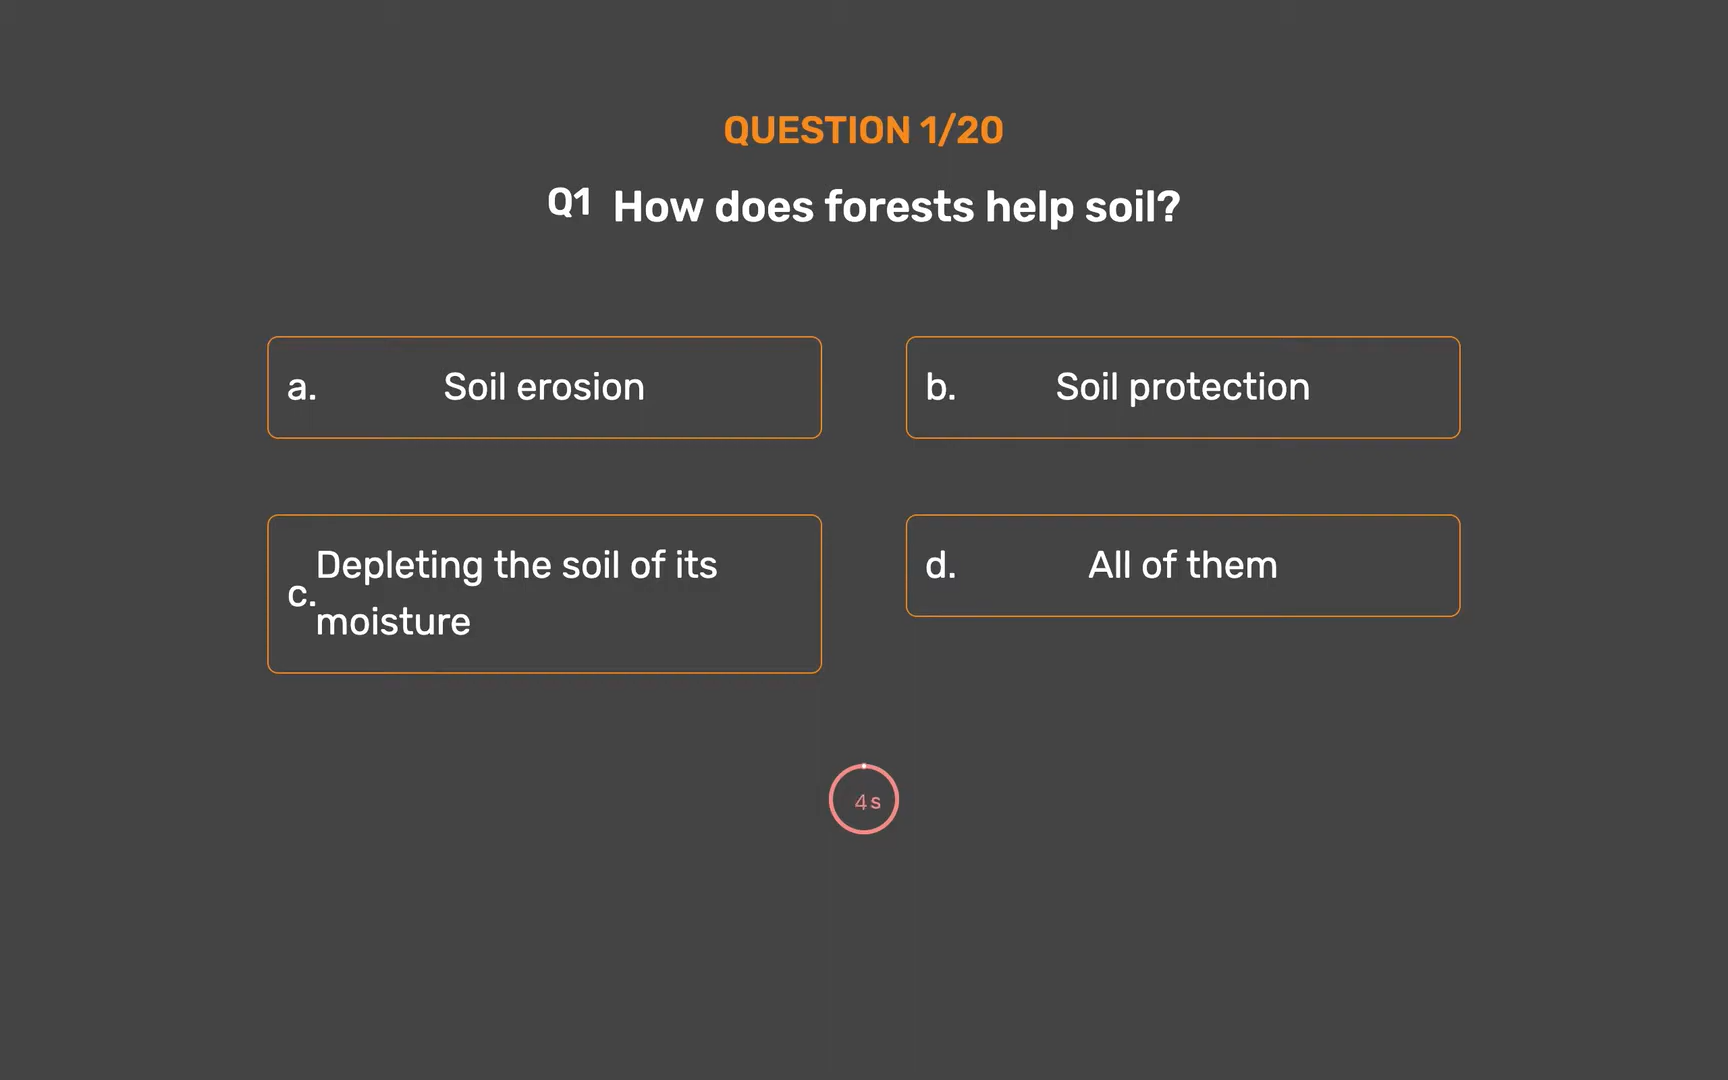 QUESTION 1/20
Q1 How does forests help soil?
a. Soil erosion
b. Soil protection
c. Depleting the soil of its
moisture
d. All of them
4s